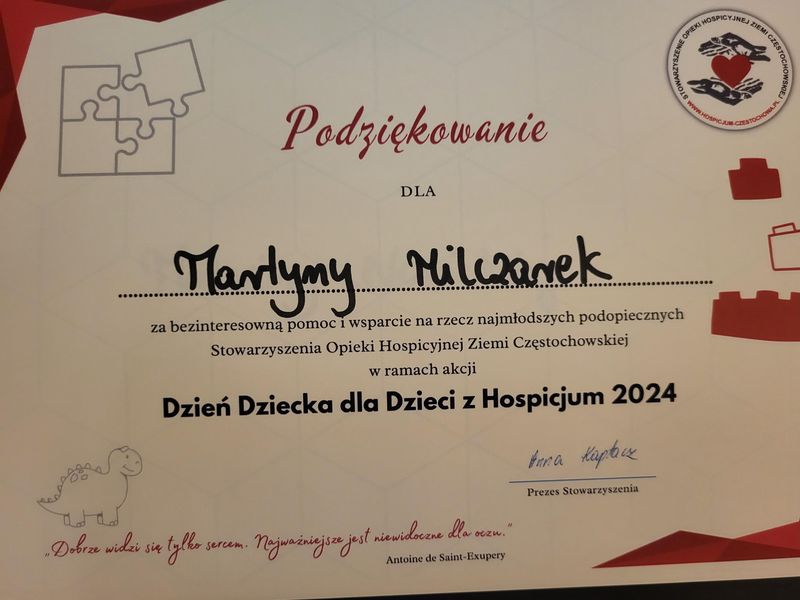 STOWARZYSZENIE OPIEKI HOSPICYJNEJ ZIEMI CZĘSTOCHOWSKIEJ
WWW.HOSPICJUM-CZESTOCHOWA.PL
Podziękowanie
DLA
Martyny Milczarek
za bezinteresowną pomoc i wsparcie na rzecz najmłodszych podopiecznych
Stowarzyszenia Opieki Hospicyjnej Ziemi Częstochowskiej
w ramach akcji
Dzień Dziecka dla Dzieci z Hospicjum 2024
Anna Kaptacz
Prezes Stowarzyszenia
„Dobrze widzi się tylko sercem. Najważniejsze jest niewidoczne dla oczu."
Antoine de Saint-Exupery